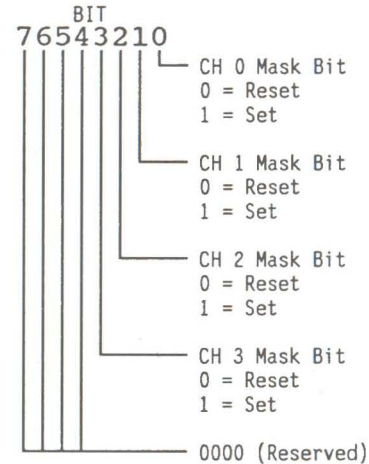 BIT
76543210
CH 0 Mask Bit
0 = Reset
1 = Set
CH 1 Mask Bit
0 = Reset
1 = Set
CH 2 Mask Bit
0 = Reset
1 = Set
CH 3 Mask Bit
0 = Reset
1 = Set
0000 (Reserved)